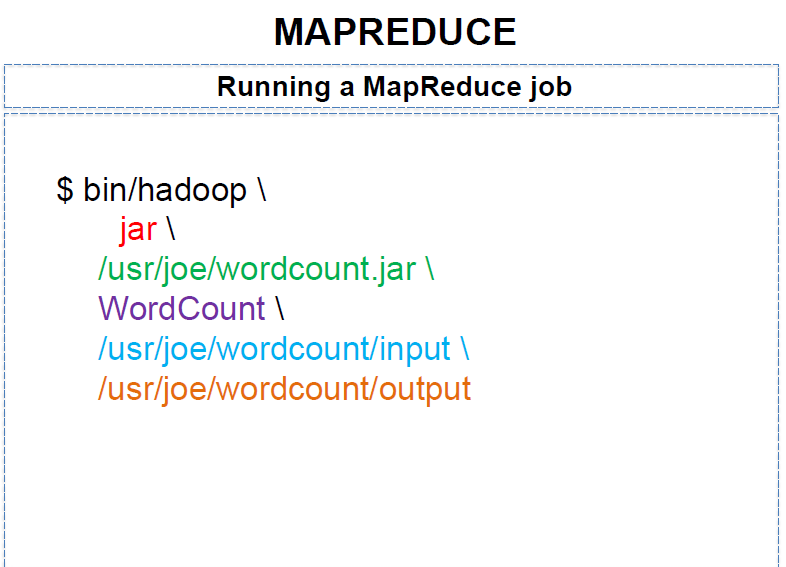 MAPREDUCE
Running a MapReduce job
$ bin/hadoop \
jar \
/usr/joe/wordcount.jar \
WordCount \
/usr/joe/wordcount/input \
/usr/joe/wordcount/output